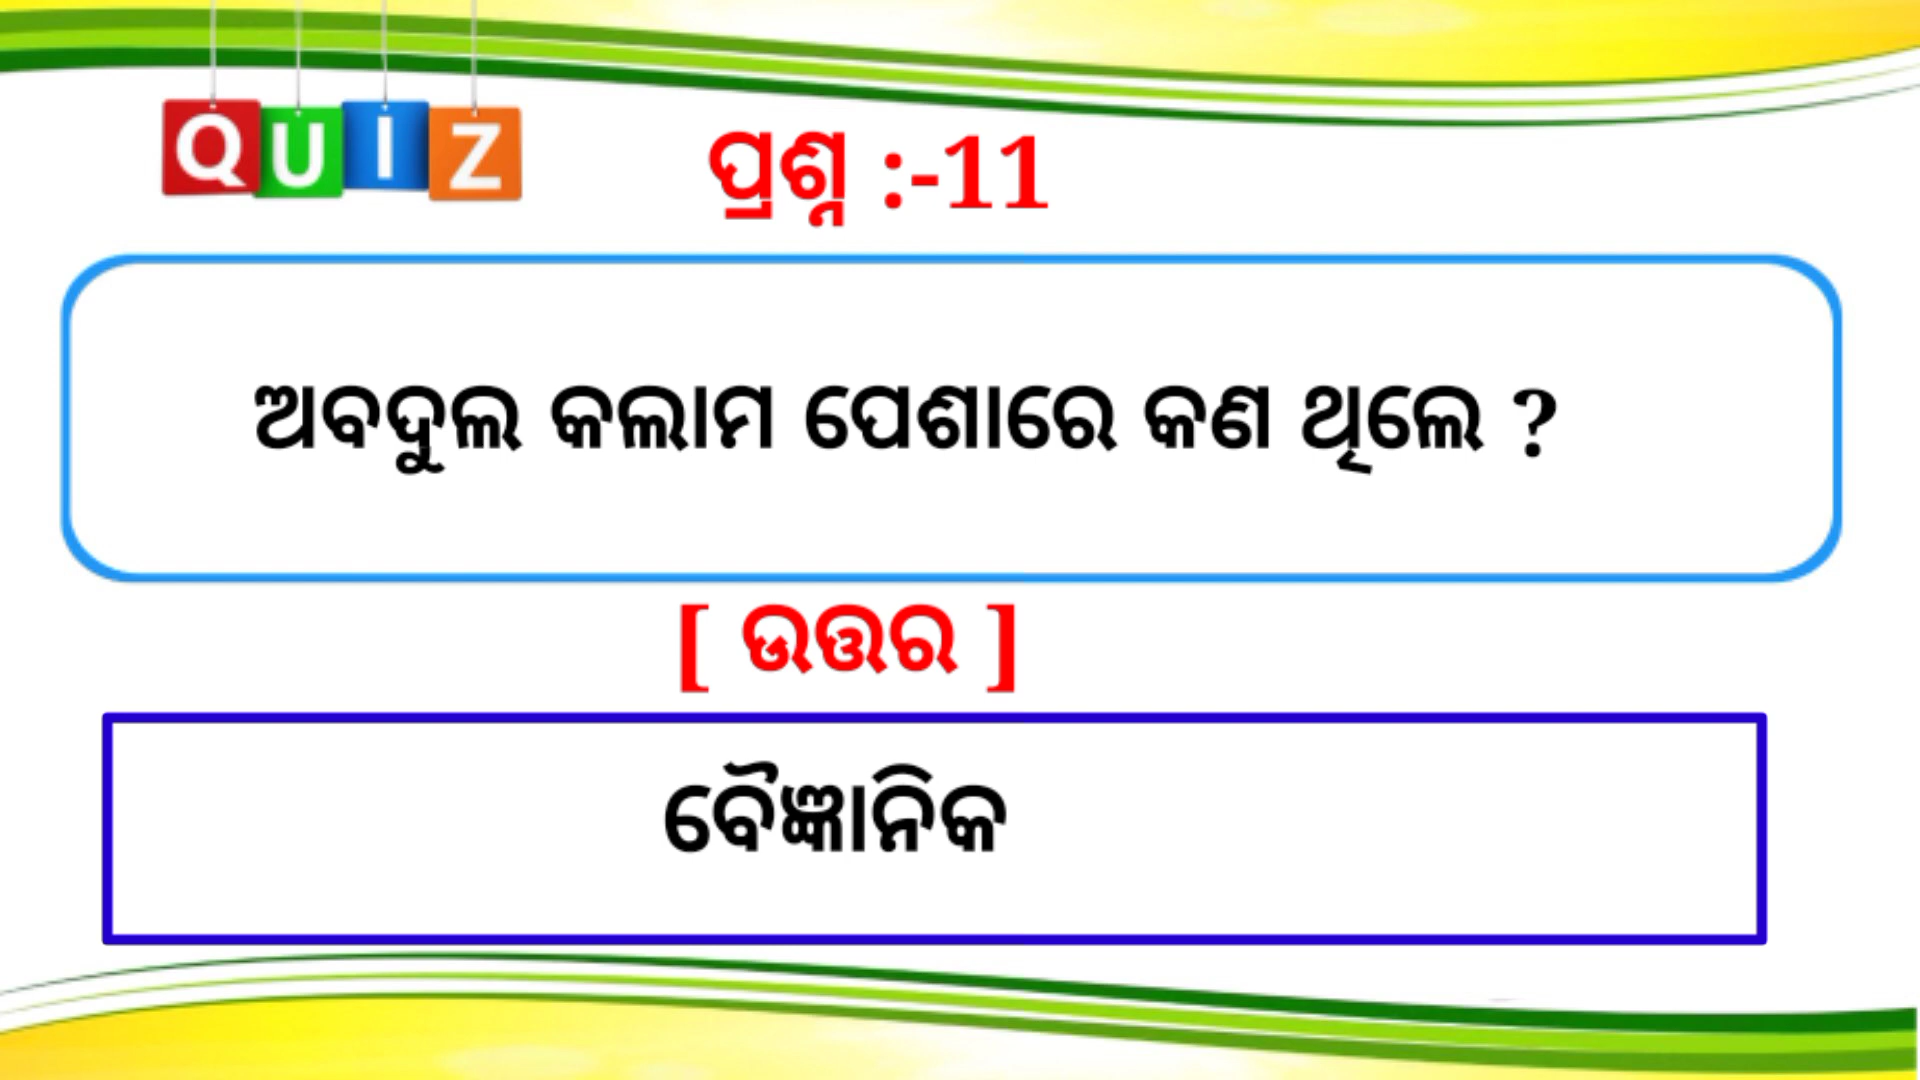 QUIZ
ପ୍ରଶ୍ନ :-11
ଅବଦୁଲ କଲାମ ପେଶାରେ କଣ ଥିଲେ ?
[ ଉତ୍ତର ]
ବୈଜ୍ଞାନିକ